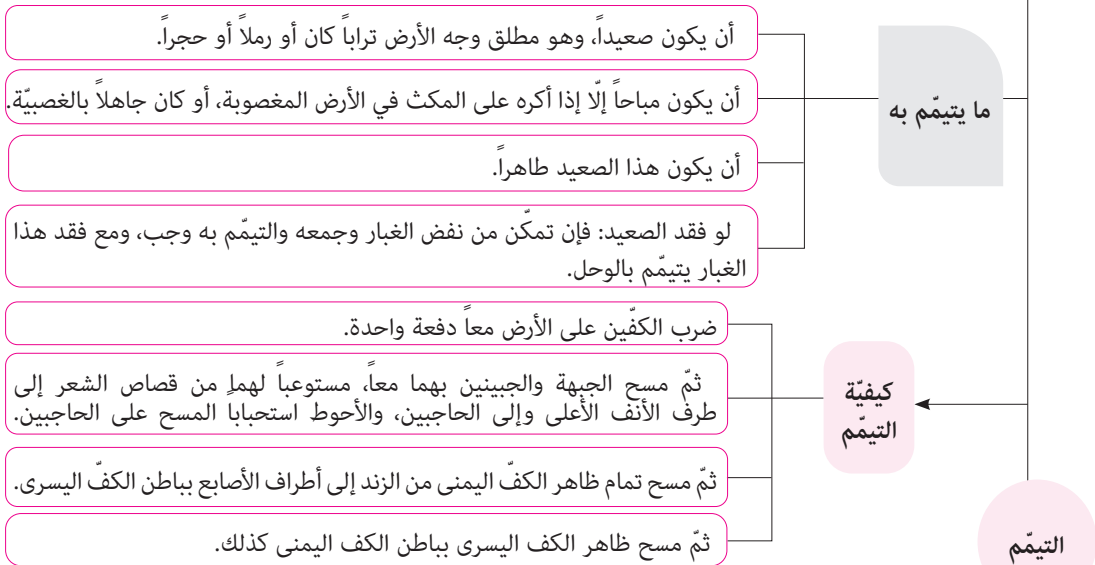 ما يتيمّم به
أن يكون صعيداً، وهو مطلق وجه الأرض تراباً كان أو رملاً أو حجراً.
أن يكون مباحاً إلّا إذا أكره على المكث في الأرض المغصوبة، أو كان جاهلاً بالغصبيّة.
أن يكون هذا الصعيد طاهراً.
لو فقد الصعيد: فإن تمكّن من نفض الغبار وجمعه والتيمّم به وجب، ومع فقد هذا
الغبار يتيمّم بالوحل.
كيفيّة
التيمّم
ضرب الكفّين على الأرض معاً دفعة واحدة.
ثمّ مسح الجبهة والجبينين بهما معاً، مستوعباً لهملٍ من قصاص الشعر إلى
طرف الأنف الأعلى وإلى الحاجبين، والأحوط استحبابا المسح على الحاجبين.
ثمّ مسح تمام ظاهر الكفّ اليمنى من الزند إلى أطراف الأصابع بباطن الكفّ اليسرى.
ثمّ مسح ظاهر الكف اليسرى بباطن الكف اليمنى كذلك.
التيمّم